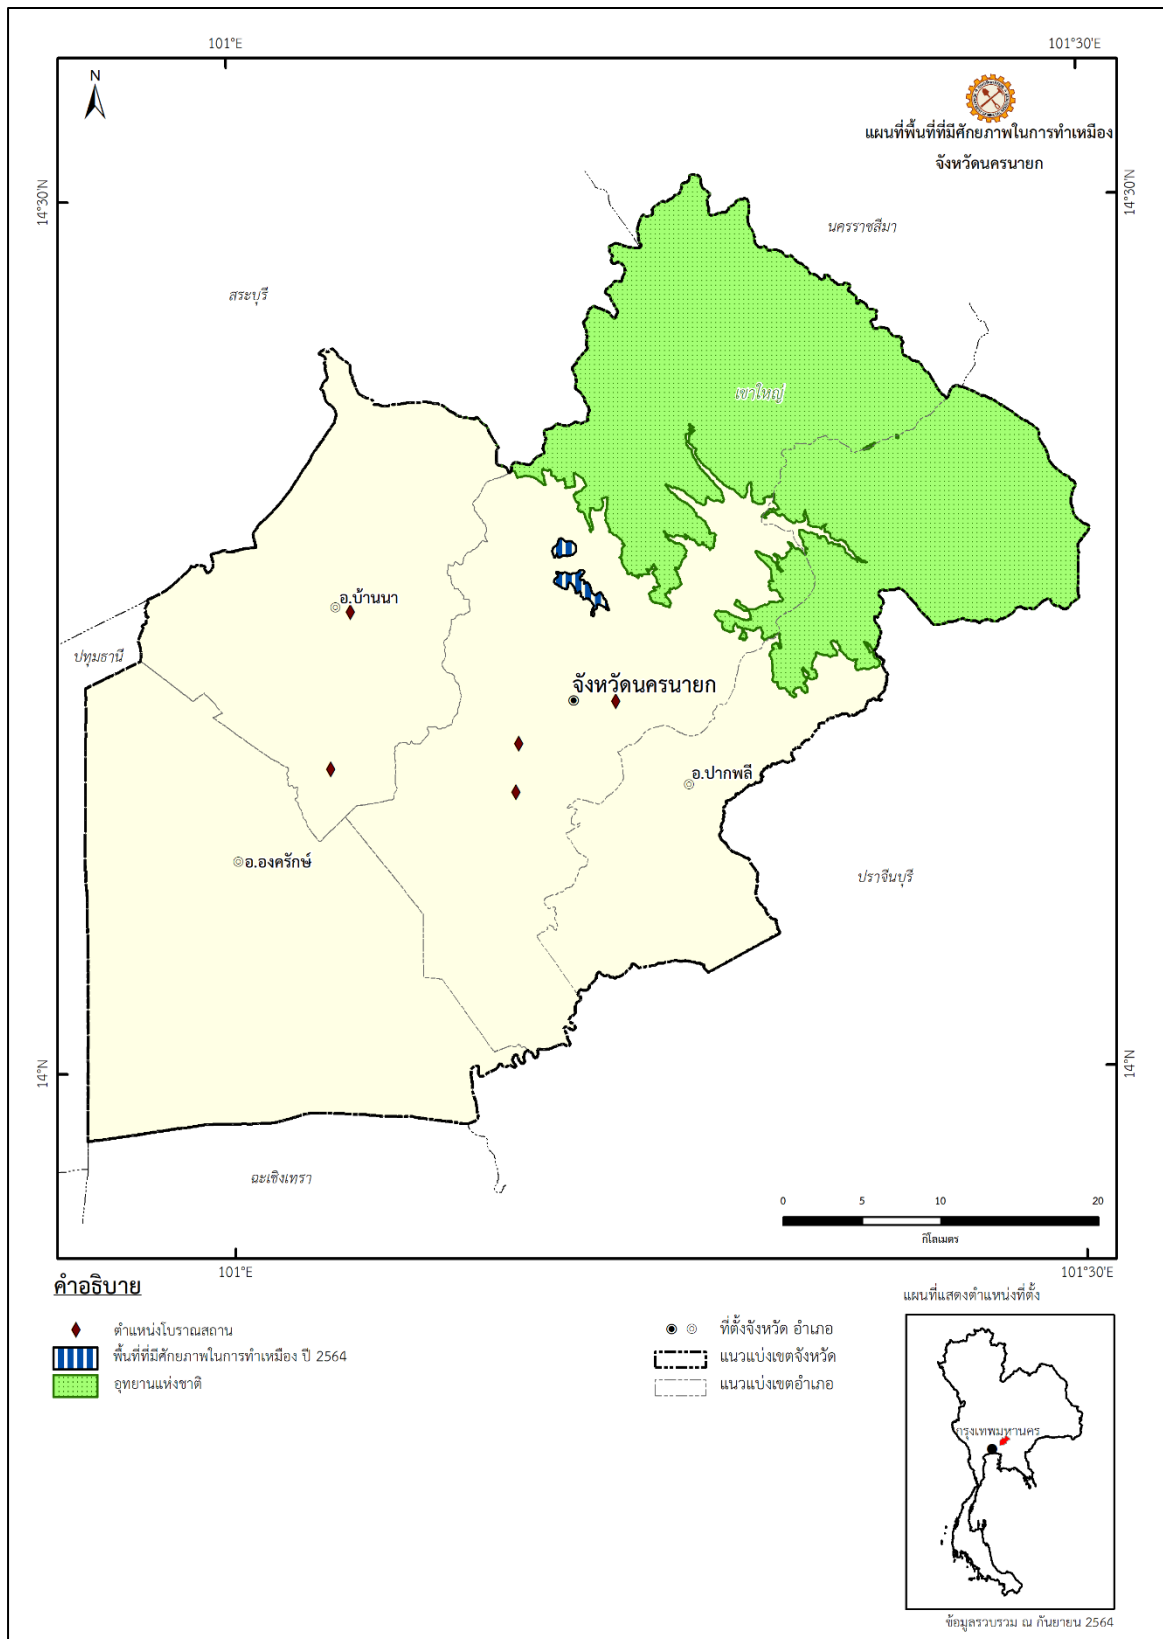 101°E
101°30'E
N
แผนที่พื้นที่ที่มีศักยภาพในการทำเหมือง
จังหวัดนครนายก
14°30'N
14°30'N
นครราชสีมา
สระบุรี
เขาใหญ่
อ.บ้านนา
ปทุมธานี
จังหวัดนครนายก
อ.ปากพลี
อ.องครักษ์
ปราจีนบุรี
14°N
14°N
ฉะเชิงเทรา
0 5 10 20
กิโลเมตร
101°E
101°30'E
คำอธิบาย
ตำแหน่งโบราณสถาน
พื้นที่ที่มีศักยภาพในการทำเหมือง ปี 2564
อุทยานแห่งชาติ
ที่ตั้งจังหวัด อำเภอ
แนวแบ่งเขตจังหวัด
แนวแบ่งเขตอำเภอ
แผนที่แสดงตำแหน่งที่ตั้ง
กรุงเทพมหานคร
ข้อมูลรวบรวม ณ กันยายน 2564